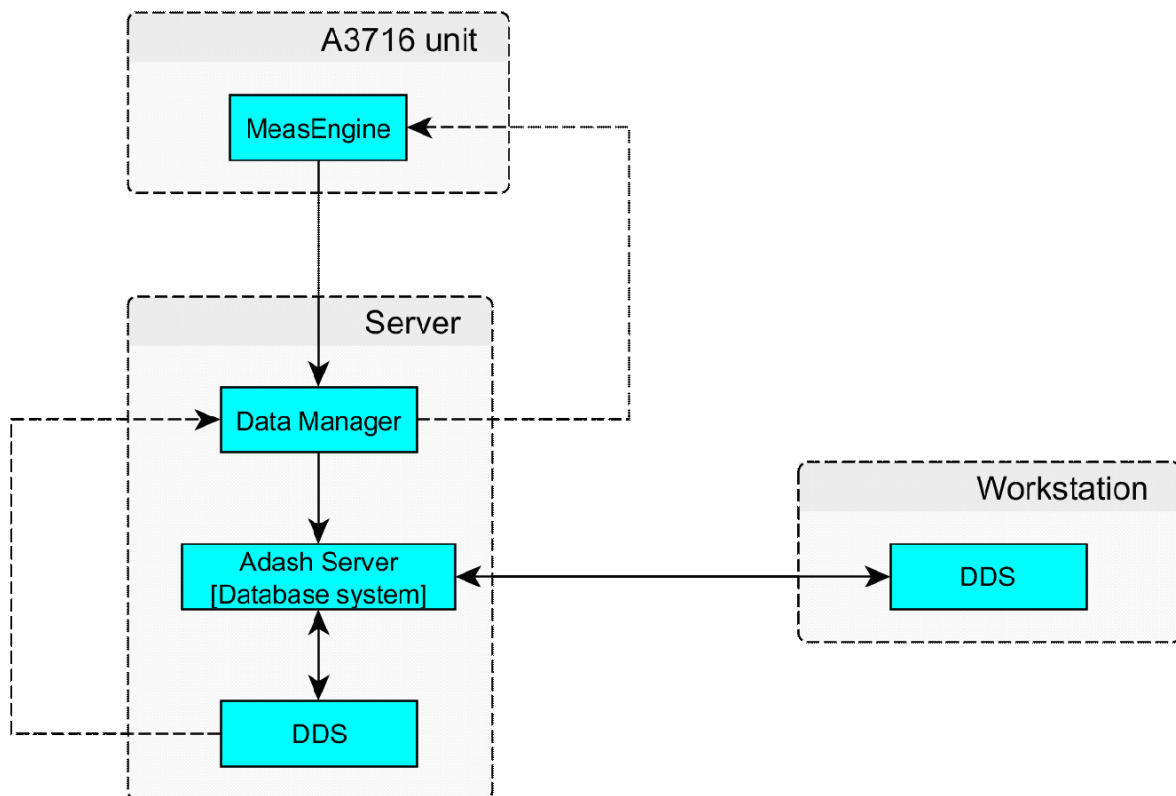 A3716 unit
MeasEngine
Server
Data Manager
Workstation
Adash Server
[Database system]
DDS
DDS